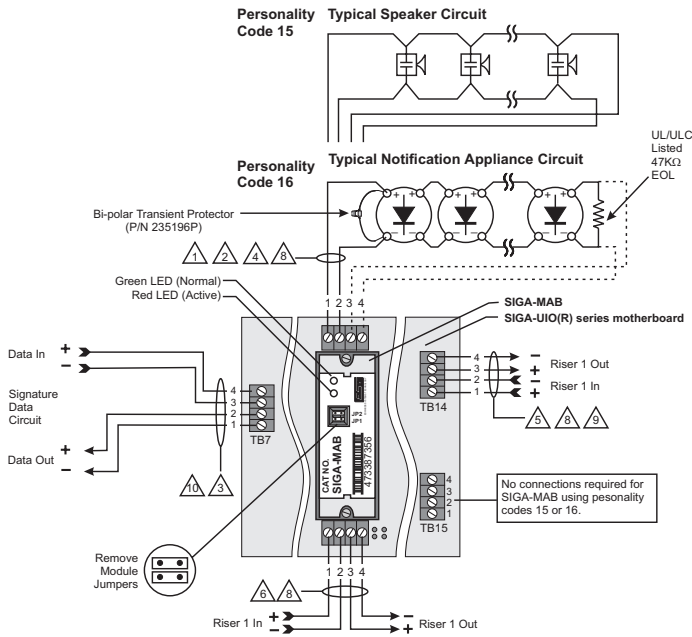 Personality Code 15
Typical Speaker Circuit
Personality Code 16
Typical Notification Appliance Circuit
UL/ULC
Listed
47KΩ
EOL
Bi-polar Transient Protector
(P/N 235196P)
1 2 4 8
Green LED (Normal)
Red LED (Active)
1 2 3 4
SIGA-MAB
SIGA-UIO(R) series motherboard
Data In
+
−
Signature
Data
Circuit
Data Out
+
−
4
3
2
1
TB7
10 3
JP2
JP1
CAT NO.
SIGA-MAB
473387356
4
3
2
1
TB14
−
+
−
+
Riser 1 Out
Riser 1 In
5 8 9
4
3
2
1
TB15
No connections required for
SIGA-MAB using pesonality
codes 15 or 16.
Remove
Module
Jumpers
1 2 3 4
6 8
Riser 1 In
+
−
−
+
Riser 1 Out